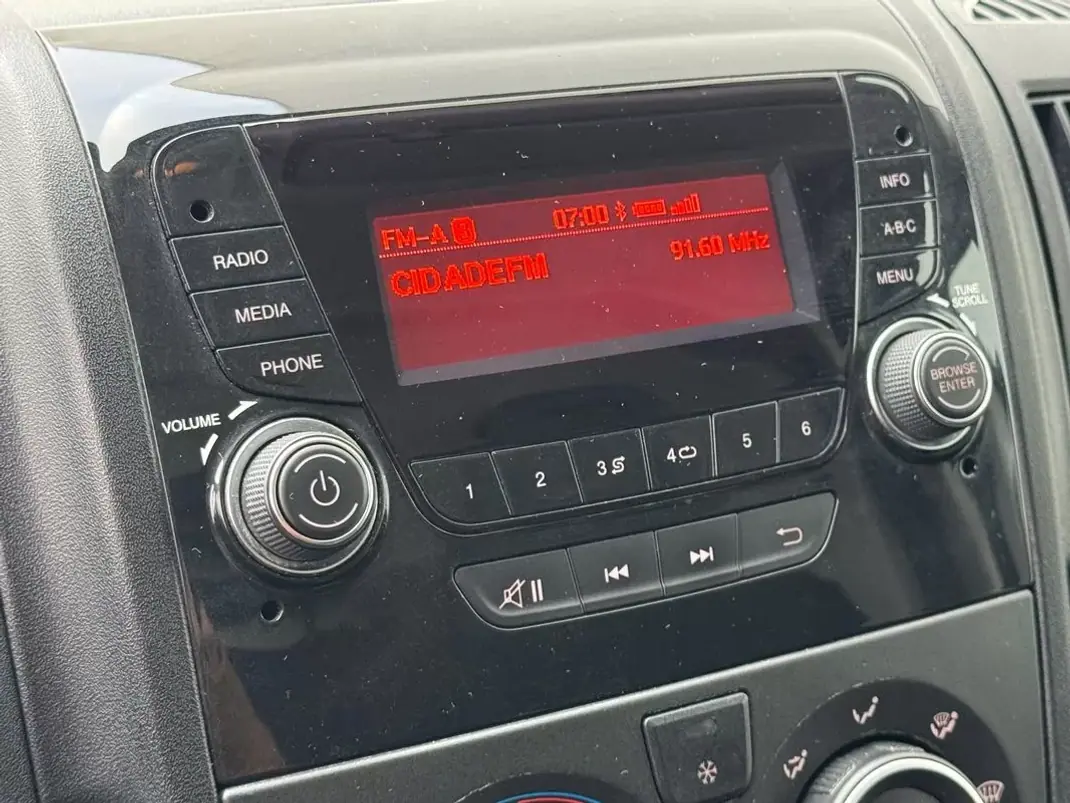 FM-A 07:00
CIDADEFM 91.60 MHz
RADIO
MEDIA
PHONE
VOLUME
INFO
A·B·C
MENU
TUNE
SCROLL
BROWSE
ENTER
1 2 3 4 5 6